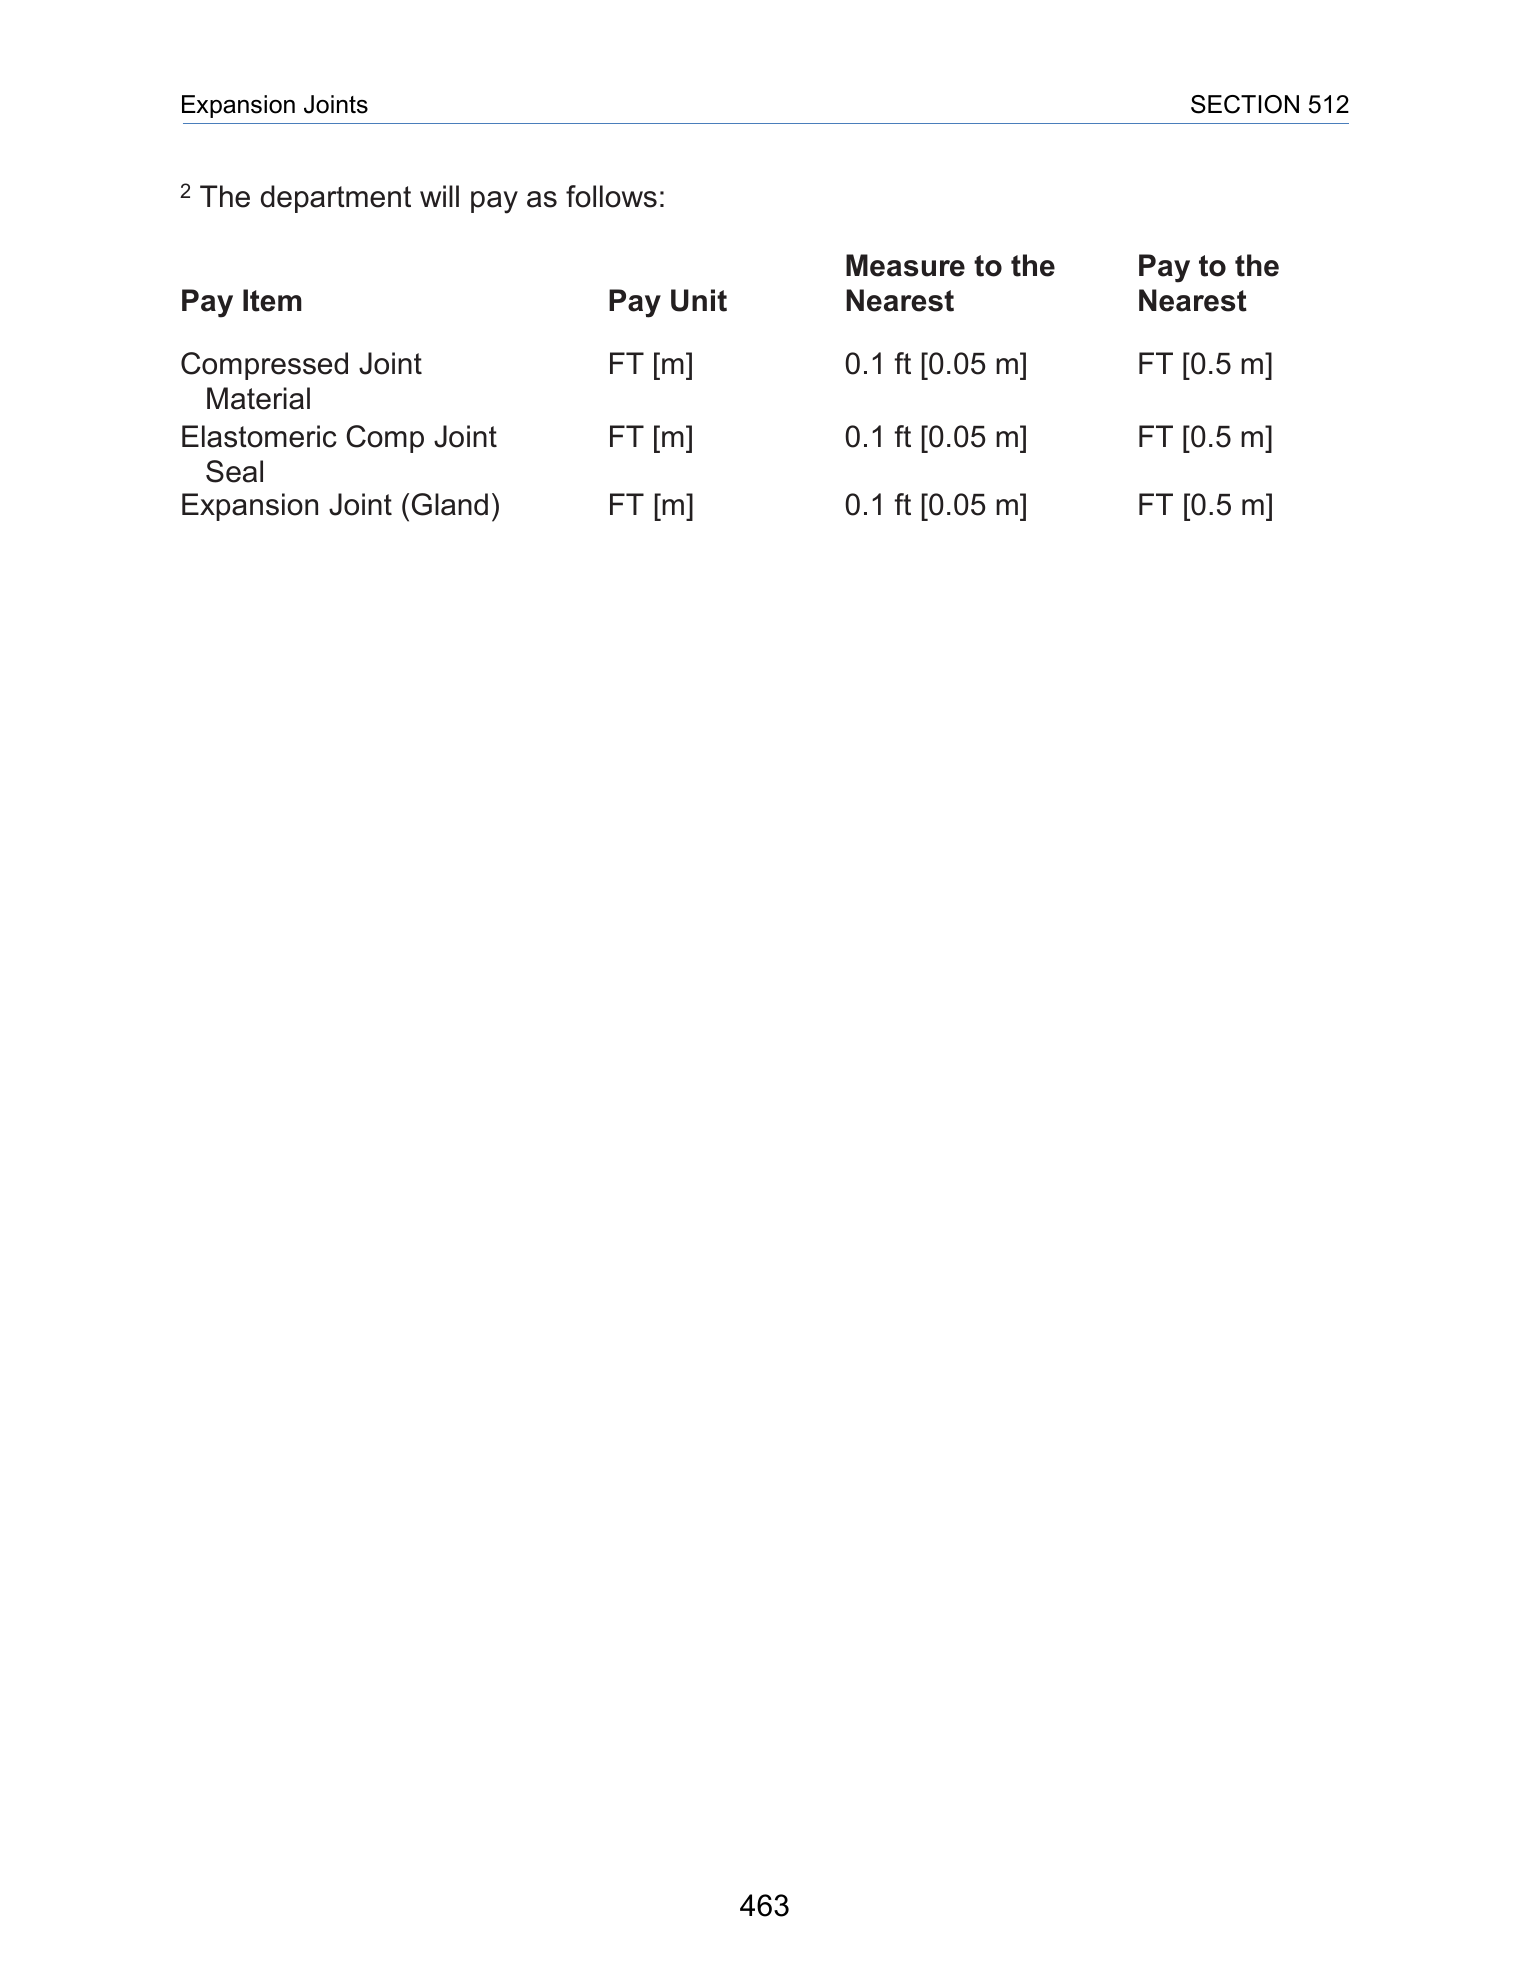 Expansion Joints SECTION 512
2 The department will pay as follows:
Measure to the Pay to the
Pay Item Pay Unit Nearest Nearest
Compressed Joint FT [m] 0.1 ft [0.05 m] FT [0.5 m]
Material
Elastomeric Comp Joint FT [m] 0.1 ft [0.05 m] FT [0.5 m]
Seal
Expansion Joint (Gland) FT [m] 0.1 ft [0.05 m] FT [0.5 m]
463